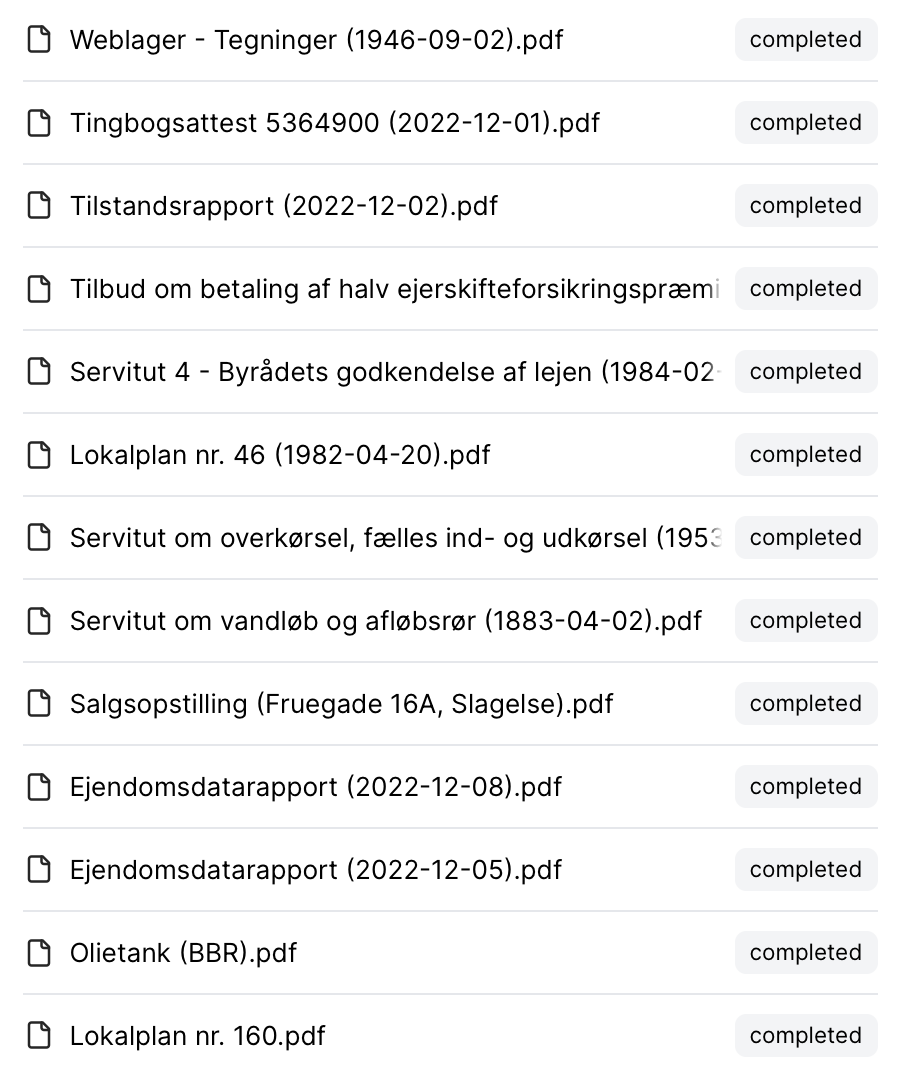 Weblager - Tegninger (1946-09-02).pdf completed
Tingbogsattest 5364900 (2022-12-01).pdf completed
Tilstandsrapport (2022-12-02).pdf completed
Tilbud om betaling af halv ejerskifteforsikringspræmi completed
Servitut 4 - Byrådets godkendelse af lejen (1984-02- completed
Lokalplan nr. 46 (1982-04-20).pdf completed
Servitut om overkørsel, fælles ind- og udkørsel (1953 completed
Servitut om vandløb og afløbsrør (1883-04-02).pdf completed
Salgsopstilling (Fruegade 16A, Slagelse).pdf completed
Ejendomsdatarapport (2022-12-08).pdf completed
Ejendomsdatarapport (2022-12-05).pdf completed
Olietank (BBR).pdf completed
Lokalplan nr. 160.pdf completed